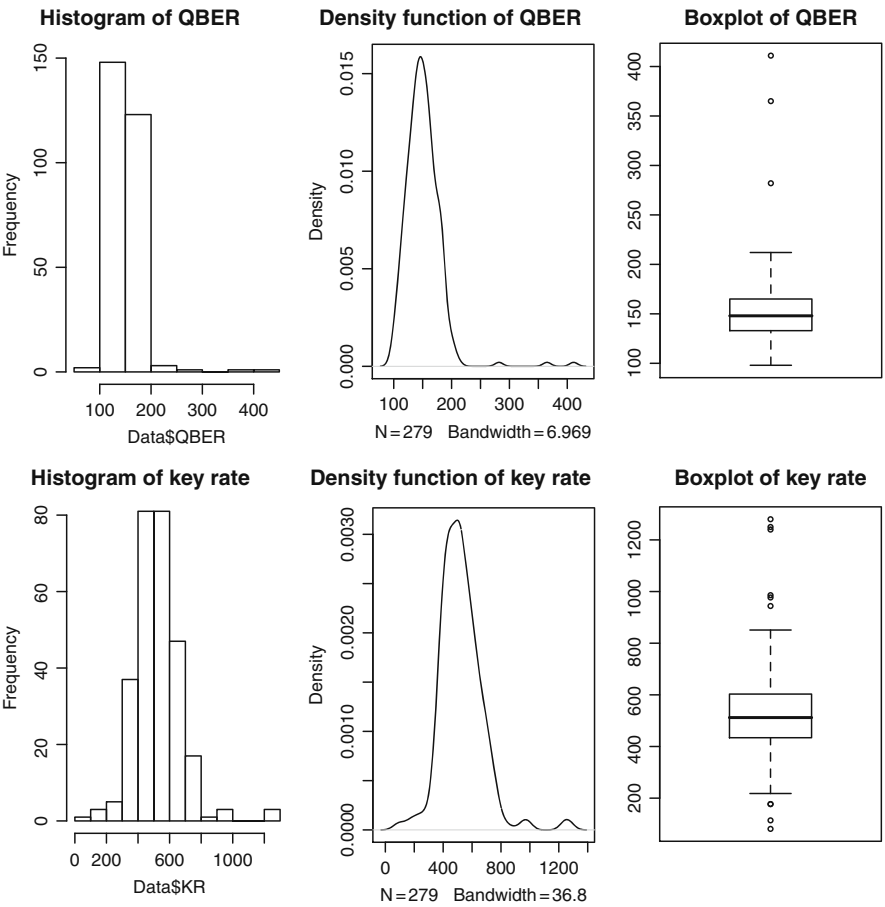 Histogram of QBER
Frequency
0 50 100 150
100 200 300 400
Data$QBER
Density function of QBER
Density
0.000 0.005 0.010 0.015
100 200 300 400
N=279 Bandwidth=6.969
Boxplot of QBER
100 150 200 250 300 350 400
Histogram of key rate
Frequency
0 20 40 60 80
0 200 600 1000
Data$KR
Density function of key rate
Density
0.0000 0.0010 0.0020 0.0030
0 400 800 1200
N=279 Bandwidth=36.8
Boxplot of key rate
200 400 600 800 1000 1200